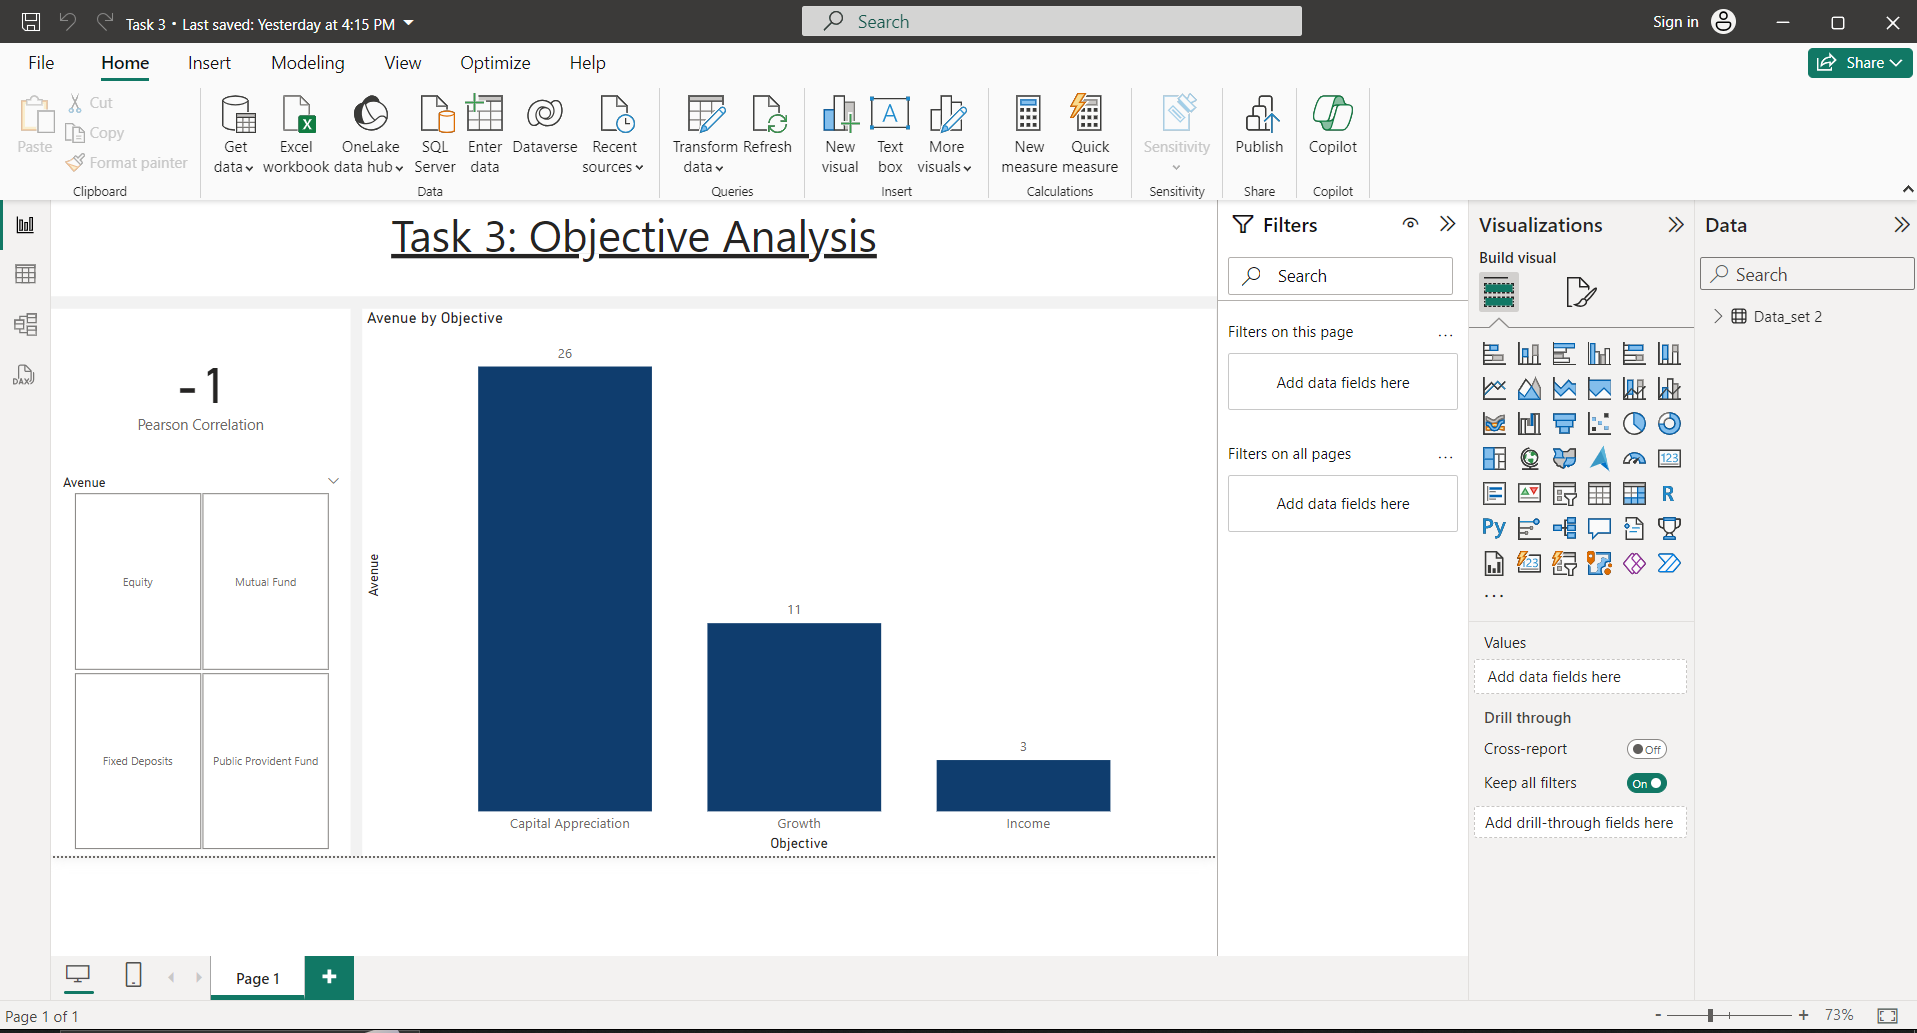 Task 3 • Last saved: Yesterday at 4:15 PM
Search
Sign in
File Home Insert Modeling View Optimize Help
Share
Paste
Cut
Copy
Format painter
Clipboard
Get data
Excel workbook
OneLake data hub
SQL Server
Enter data
Dataverse
Recent sources
Data
Transform data
Refresh
Queries
New visual
Text box
More visuals
Insert
New measure
Quick measure
Calculations
Sensitivity
Sensitivity
Publish
Share
Copilot
Copilot
DAX
Task 3: Objective Analysis
-1
Pearson Correlation
Avenue
Equity
Mutual Fund
Fixed Deposits
Public Provident Fund
Avenue by Objective
26
11
3
Avenue
Capital Appreciation
Growth
Income
Objective
Filters
Search
Filters on this page
...
Add data fields here
Filters on all pages
...
Add data fields here
Visualizations
Build visual
123
R
Py
123
...
Values
Add data fields here
Drill through
Cross-report
Off
Keep all filters
On
Add drill-through fields here
Data
Search
Data_set 2
Page 1
+
Page 1 of 1
- + 73%